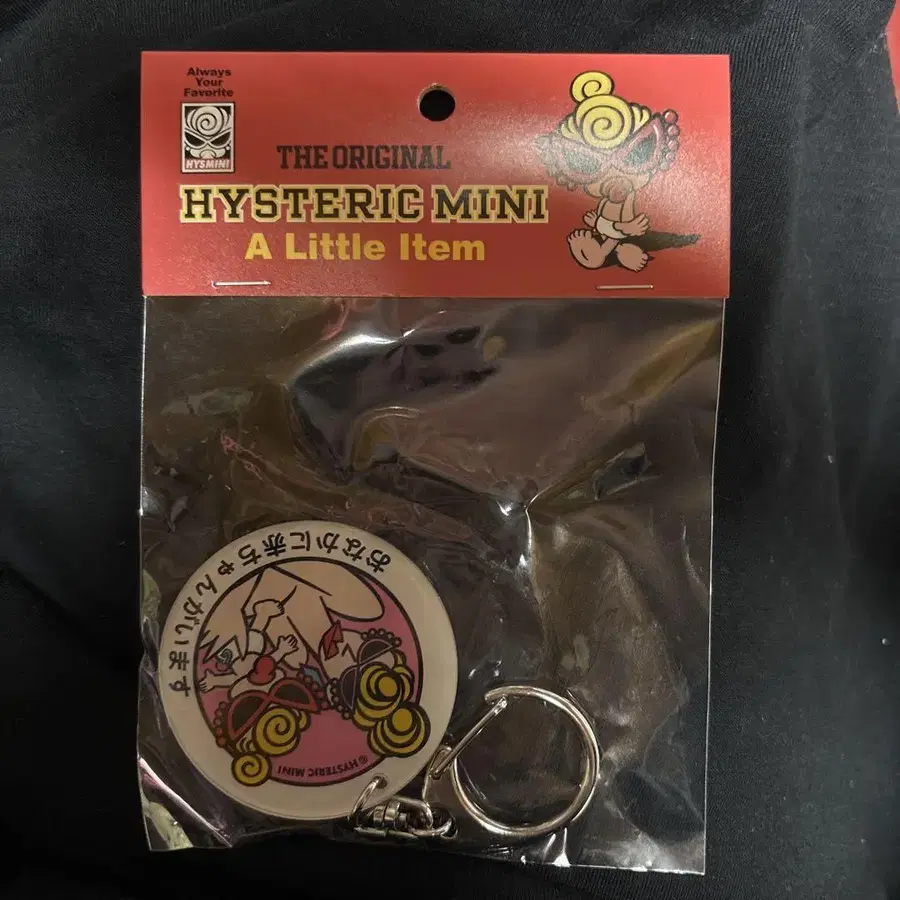 Always
Your
Favorite
HYSMINI
THE ORIGINAL
HYSTERIC MINI
A Little Item
おなかに赤ちゃんがいます
© HYSTERIC MINI